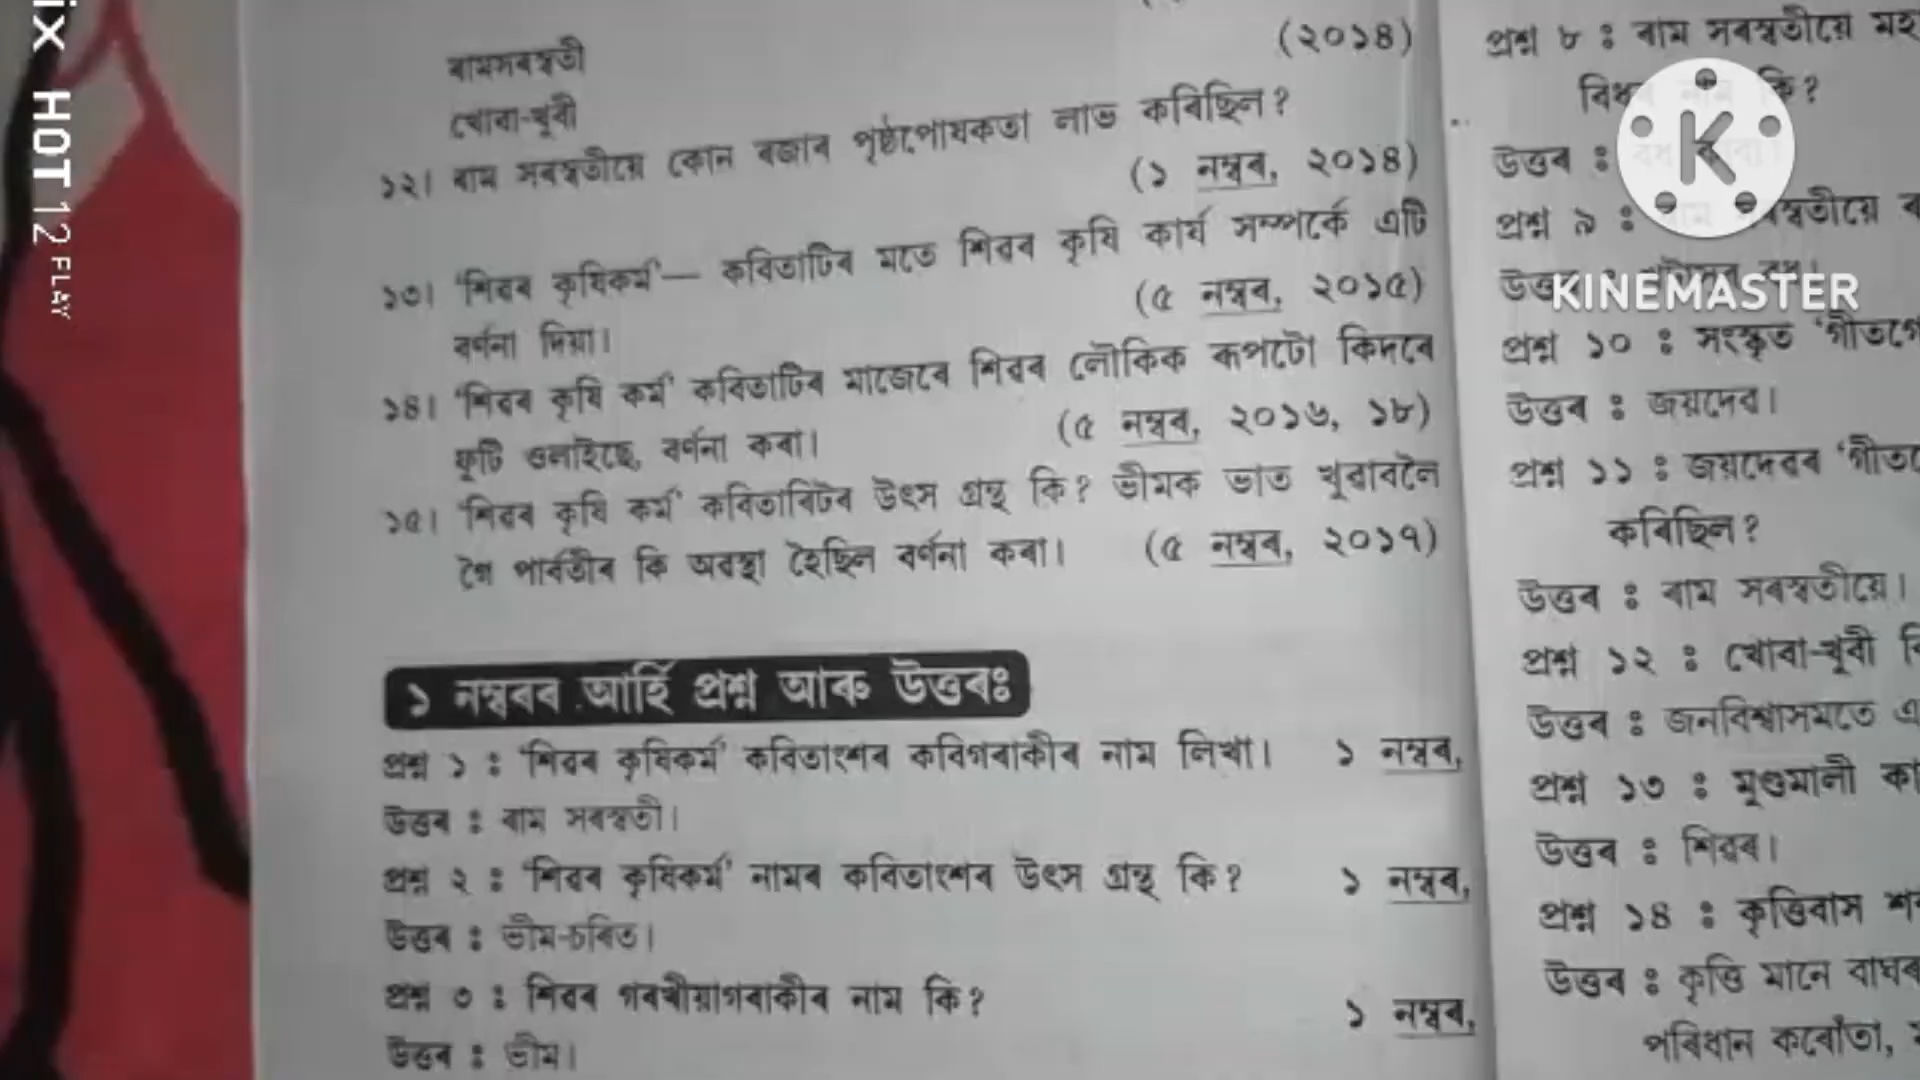 ৰামসৰস্বতী
(২০১৪)
খোৰা-খুৰী
১২। ৰাম সৰস্বতীয়ে কোন ৰজাৰ পৃষ্ঠপোষকতা লাভ কৰিছিল?
(১ নম্বৰ, ২০১৪)
১৩। 'শিৱৰ কৃষিকৰ্ম'— কবিতাটিৰ মতে শিৱৰ কৃষি কাৰ্য সম্পৰ্কে এটি
বৰ্ণনা দিয়া।
(৫ নম্বৰ, ২০১৫)
১৪। 'শিৱৰ কৃষি কৰ্ম' কবিতাটিৰ মাজেৰে শিৱৰ লৌকিক ৰূপটো কিদৰে
ফুটি ওলাইছে, বৰ্ণনা কৰা।
(৫ নম্বৰ, ২০১৬, ১৮)
১৫। 'শিৱৰ কৃষি কৰ্ম' কবিতাবিটৰ উৎস গ্ৰন্থ কি? ভীমক ভাত খুৱাবলৈ
গৈ পাৰ্বতীৰ কি অৱস্থা হৈছিল বৰ্ণনা কৰা। (৫ নম্বৰ, ২০১৭)
১ নম্বৰৰ আৰ্হি প্ৰশ্ন আৰু উত্তৰঃ
প্ৰশ্ন ১ : 'শিৱৰ কৃষিকৰ্ম' কবিতাংশৰ কবিগৰাকীৰ নাম লিখা। ১ নম্বৰ,
উত্তৰ : ৰাম সৰস্বতী।
প্ৰশ্ন ২ : 'শিৱৰ কৃষিকৰ্ম' নামৰ কবিতাংশৰ উৎস গ্ৰন্থ কি? ১ নম্বৰ,
উত্তৰ : ভীম-চৰিত।
প্ৰশ্ন ৩ : শিৱৰ গৰখীয়াগৰাকীৰ নাম কি? ১ নম্বৰ,
উত্তৰ : ভীম।
প্ৰশ্ন ৮ : ৰাম সৰস্বতীয়ে
কি?
উত্তৰ :
প্ৰশ্ন ৯ :
প্ৰশ্ন ১০ : সংস্কৃত
উত্তৰ : জয়দেৱ।
প্ৰশ্ন ১১ : জয়দেৱৰ
কৰিছিল?
উত্তৰ : ৰাম সৰস্বতীয়ে।
প্ৰশ্ন ১২ : খোৰা-খুৰী
উত্তৰ : জনবিশ্বাসমতে
প্ৰশ্ন ১৩ : মুণ্ডমালী
উত্তৰ : শিৱৰ।
প্ৰশ্ন ১৪ : কৃত্তিবাস
উত্তৰ : কৃত্তি মানে বাঘৰ
পৰিধান কৰোঁতা,
KINEMASTER
HOT 12 PLAY